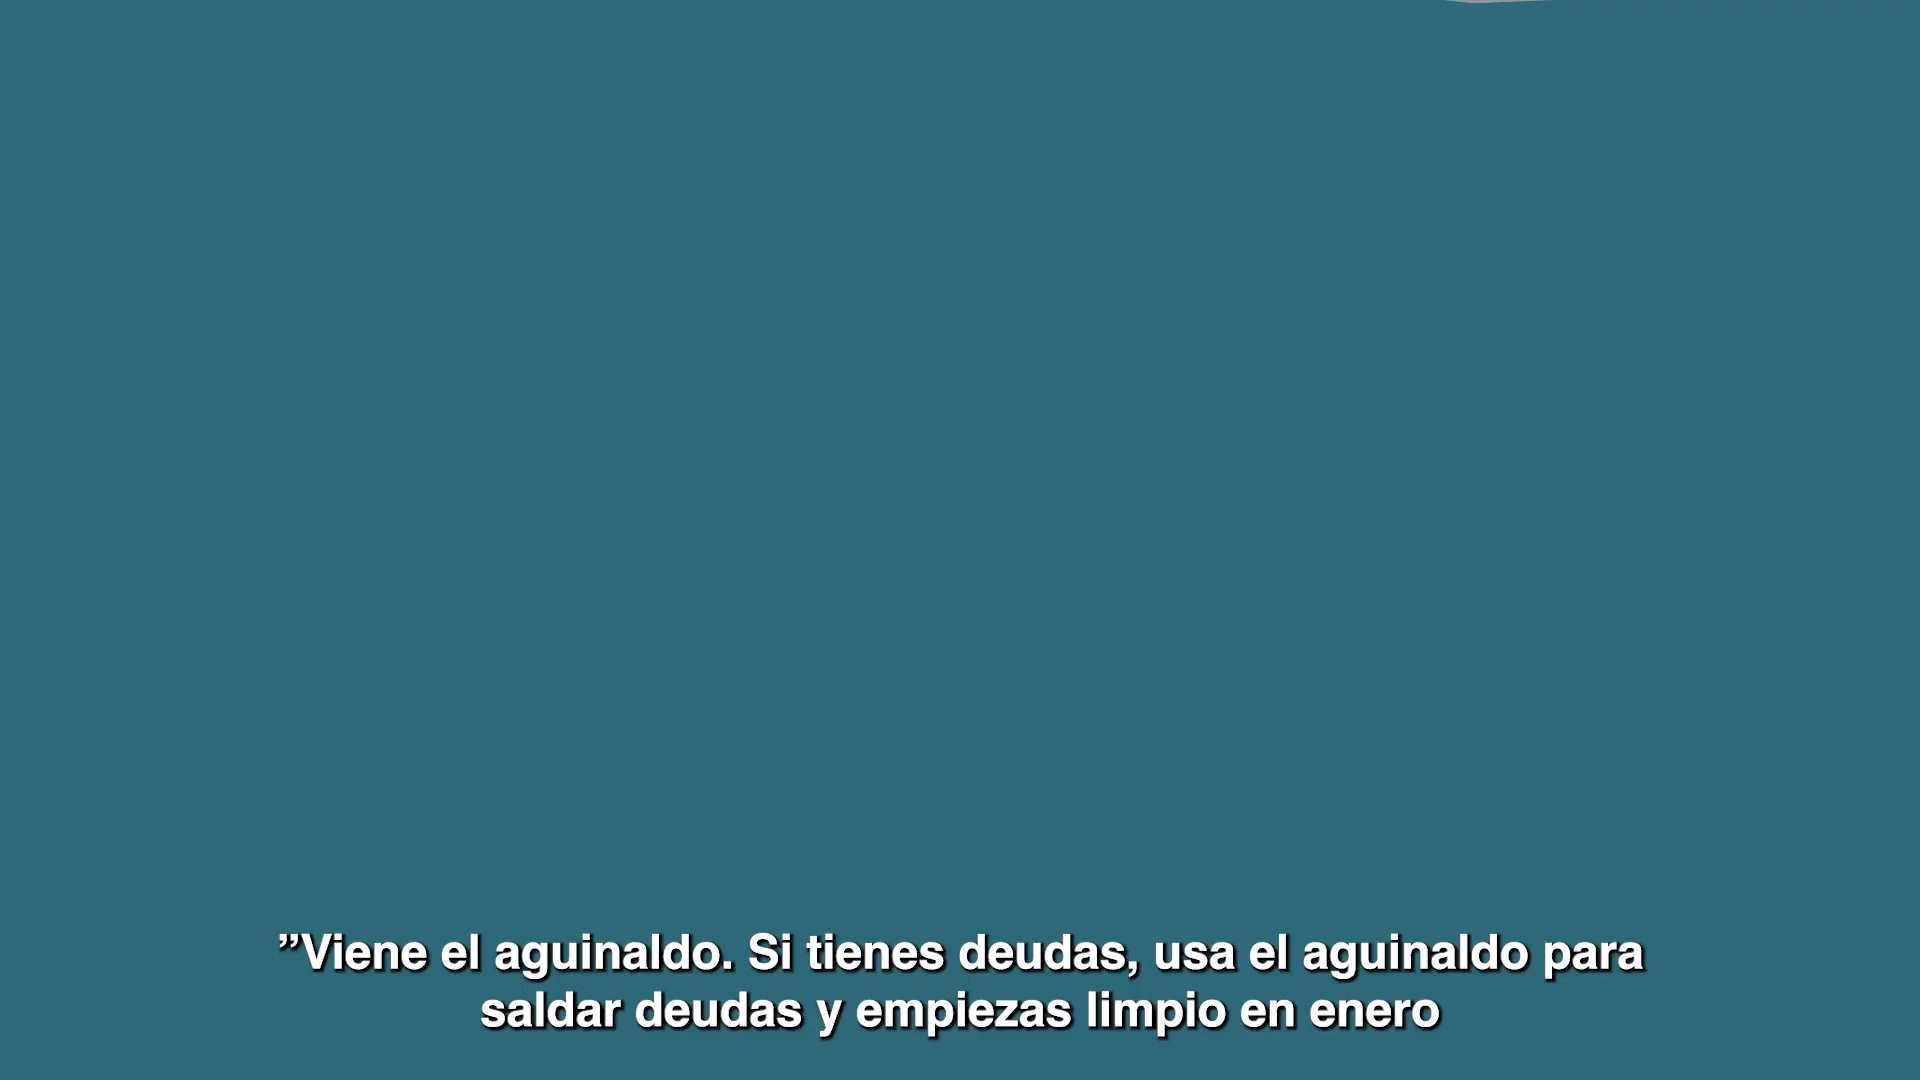 ”Viene el aguinaldo. Si tienes deudas, usa el aguinaldo para
saldar deudas y empiezas limpio en enero